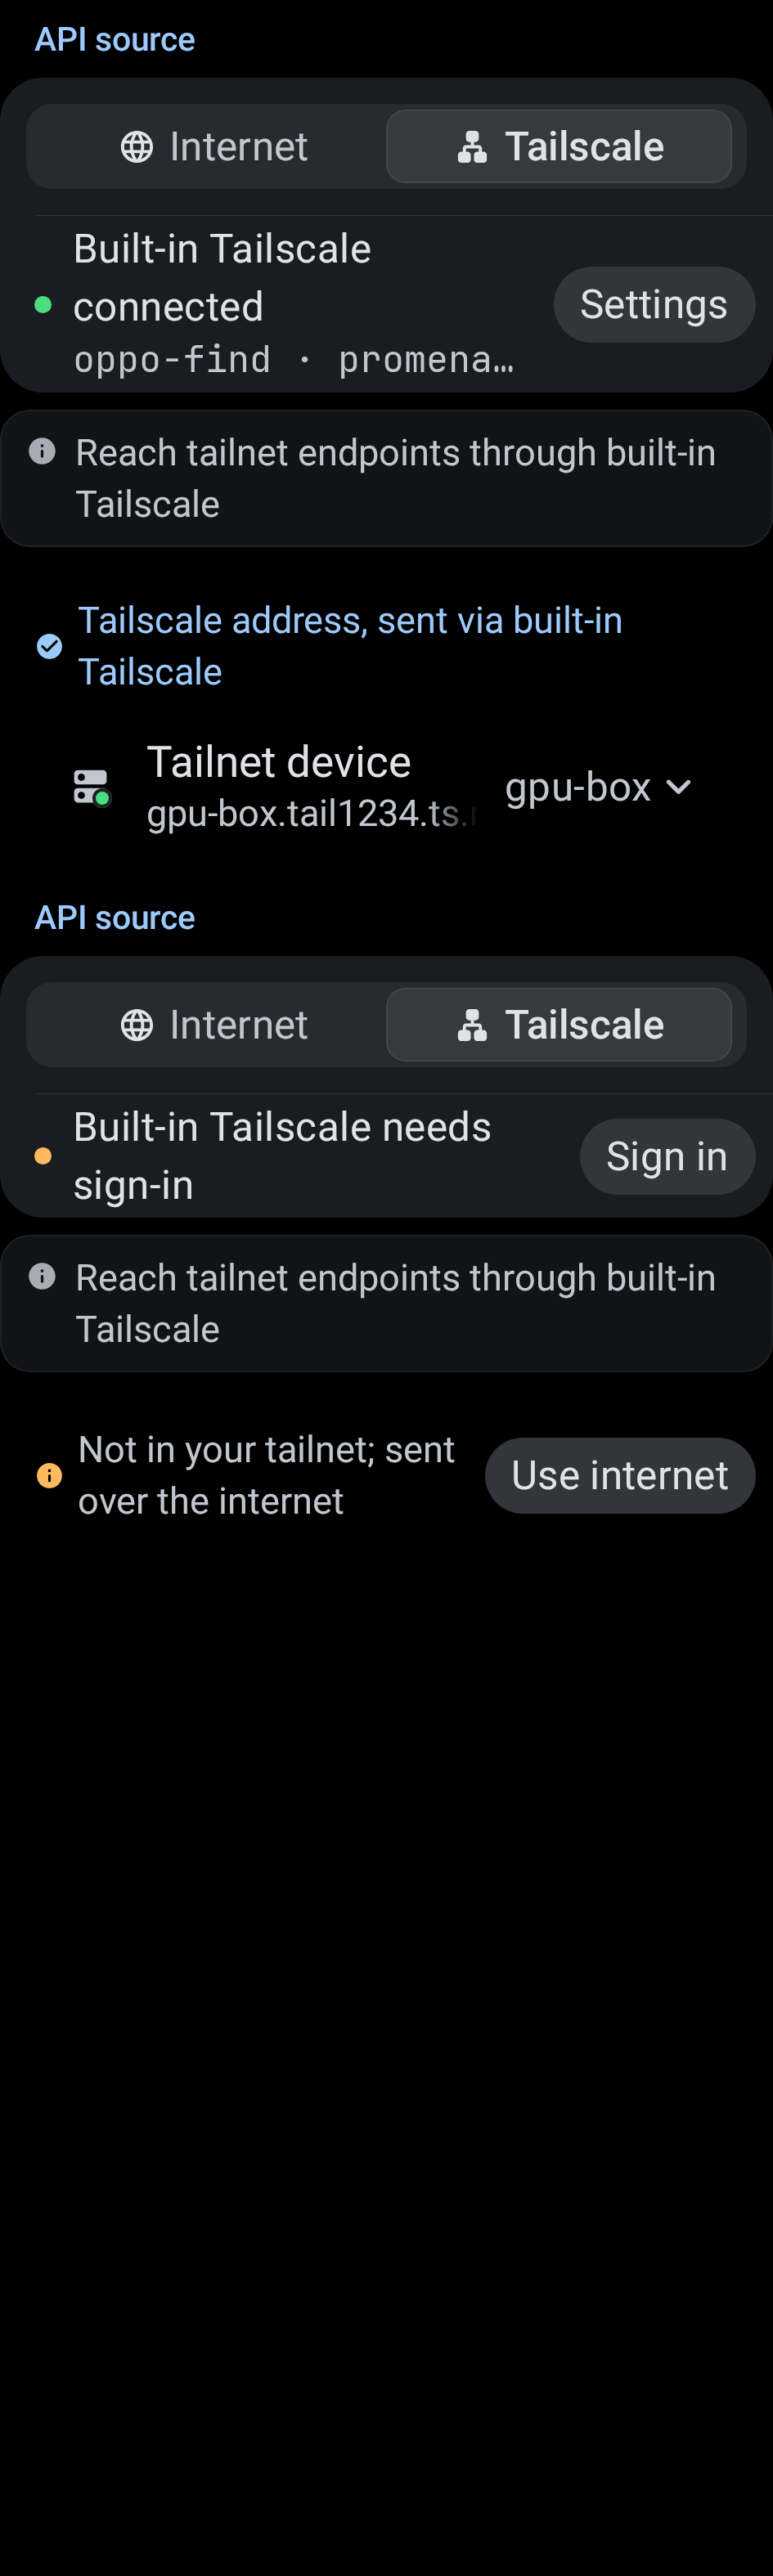 API source
Internet
Tailscale
Built-in Tailscale
connected
Settings
oppo-find · promena…
Reach tailnet endpoints through built-in
Tailscale
Tailscale address, sent via built-in
Tailscale
Tailnet device
gpu-box.tail1234.ts.
gpu-box
API source
Internet
Tailscale
Built-in Tailscale needs
sign-in
Sign in
Reach tailnet endpoints through built-in
Tailscale
Not in your tailnet; sent
over the internet
Use internet